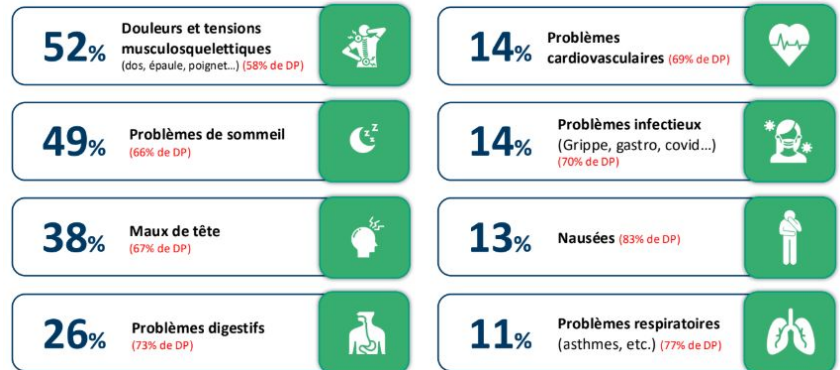 52%
Douleurs et tensions
musculosquelettiques
(dos, épaule, poignet…) (58% de DP)
49%
Problèmes de sommeil
(66% de DP)
38%
Maux de tête
(67% de DP)
26%
Problèmes digestifs
(73% de DP)
14%
Problèmes
cardiovasculaires (69% de DP)
14%
Problèmes infectieux
(Grippe, gastro, covid…)
(70% de DP)
13%
Nausées (83% de DP)
11%
Problèmes respiratoires
(asthmes, etc.) (77% de DP)